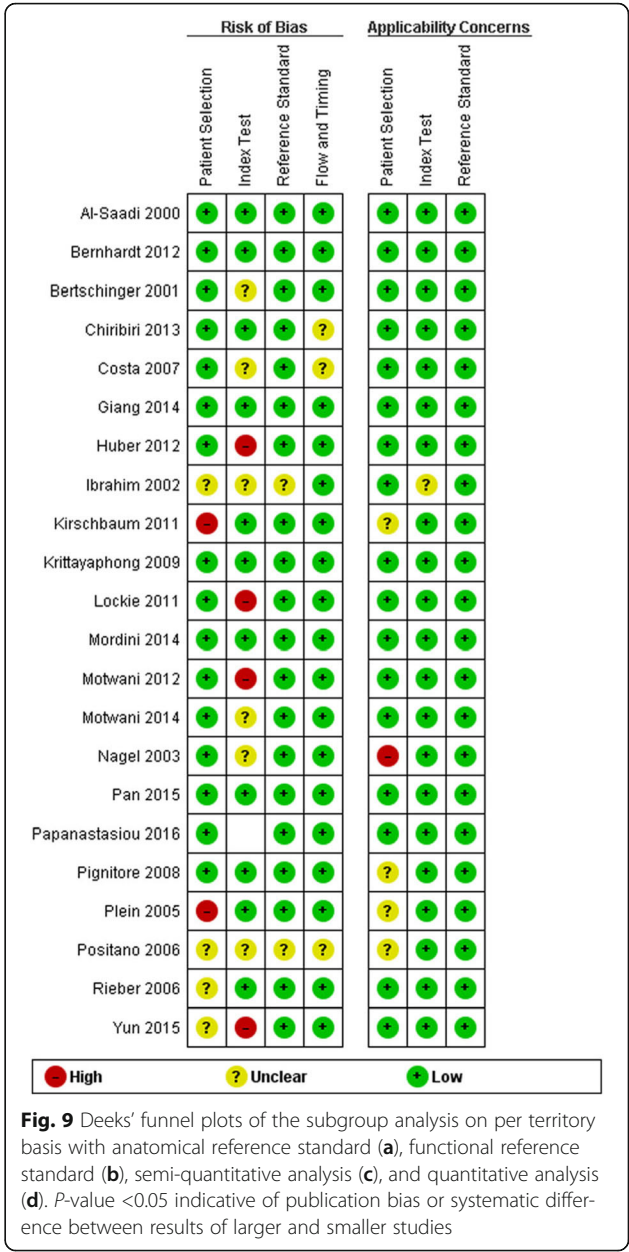 Risk of Bias Applicability Concerns
Patient Selection
Index Test
Reference Standard
Flow and Timing
Patient Selection
Index Test
Reference Standard
Al-Saadi 2000 + + + + + + +
Bernhardt 2012 + + + + + + +
Bertschinger 2001 + ? + + + + +
Chiribiri 2013 + + + ? + + +
Costa 2007 + ? + ? + + +
Giang 2014 + + + + + + +
Huber 2012 + - + + + + +
Ibrahim 2002 ? ? ? + + ? +
Kirschbaum 2011 - + + + ? + +
Krittayaphong 2009 + + + + + + +
Lockie 2011 + - + + + + +
Mordini 2014 + + + + + + +
Motwani 2012 + - + + + + +
Motwani 2014 + ? + + + + +
Nagel 2003 + ? + + - + +
Pan 2015 + + + + + + +
Papanastasiou 2016 + + + + + +
Pignitore 2008 + + + + ? + +
Plein 2005 - + + + ? + +
Positano 2006 ? ? ? ? ? + +
Rieber 2006 ? + + + + + +
Yun 2015 ? - + + + + +
- High ? Unclear + Low
Fig. 9 Deeks' funnel plots of the subgroup analysis on per territory
basis with anatomical reference standard (a), functional reference
standard (b), semi-quantitative analysis (c), and quantitative analysis
(d). P-value <0.05 indicative of publication bias or systematic differ-
ence between results of larger and smaller studies